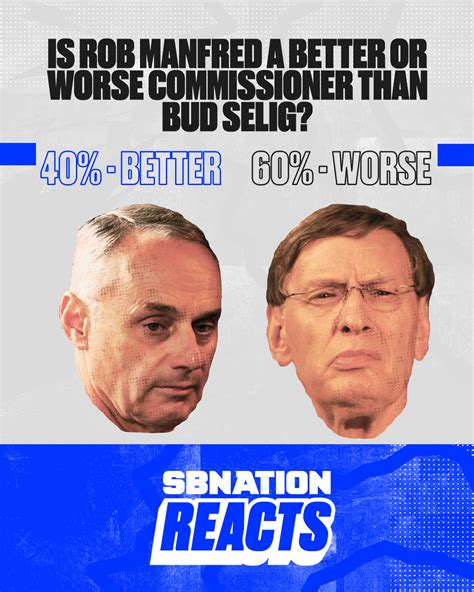 IS ROB MANFRED A BETTER OR
WORSE COMMISSIONER THAN
BUD SELIG?
40% - BETTER 60% - WORSE
SBNATION
REACTS